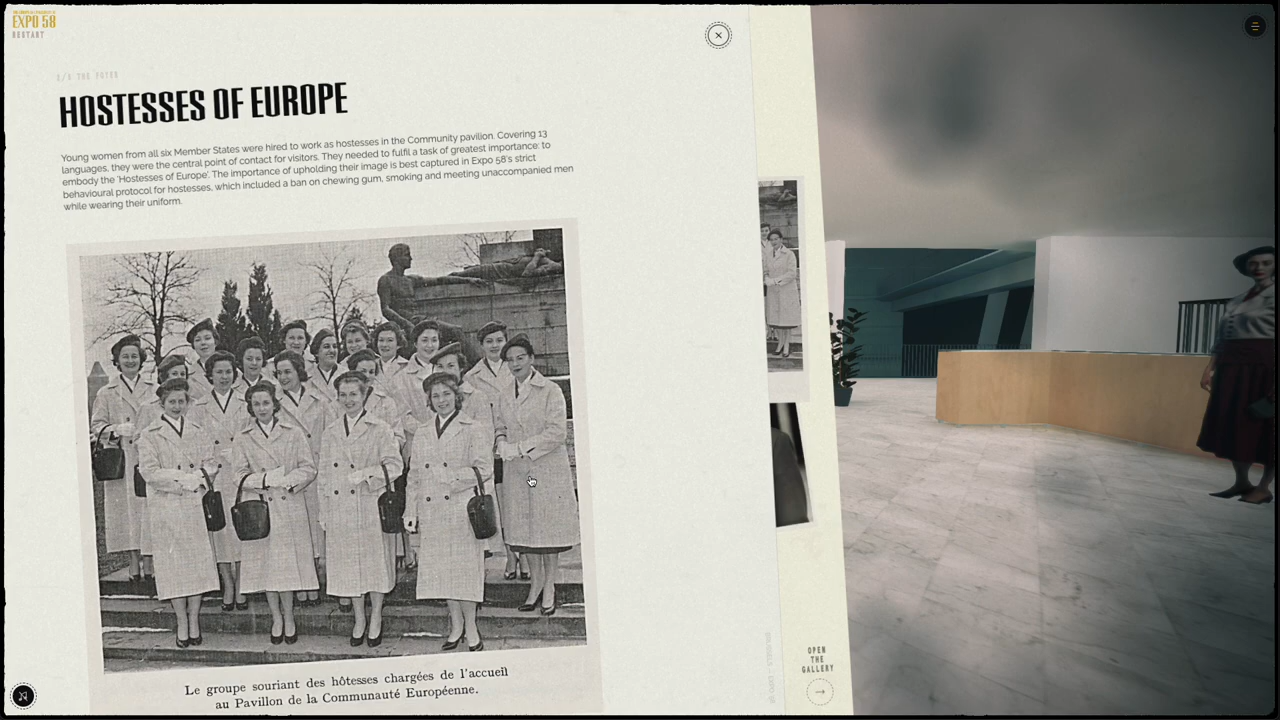 EXPO 58
RESTART
HOSTESSES OF EUROPE
Young women from all six Member States were hired to work as hostesses in the Community pavilion. Covering 13
languages, they were the central point of contact for visitors. They needed to fulfil a task of greatest importance: to
embody the 'Hostesses of Europe'. The importance of upholding their image is best captured in Expo 58's strict
behavioural protocol for hostesses, which included a ban on chewing gum, smoking and meeting unaccompanied men
while wearing their uniform.
Le groupe souriant des hôtesses chargées de l'accueil
au Pavillon de la Communauté Européenne.
OPEN
THE
GALLERY